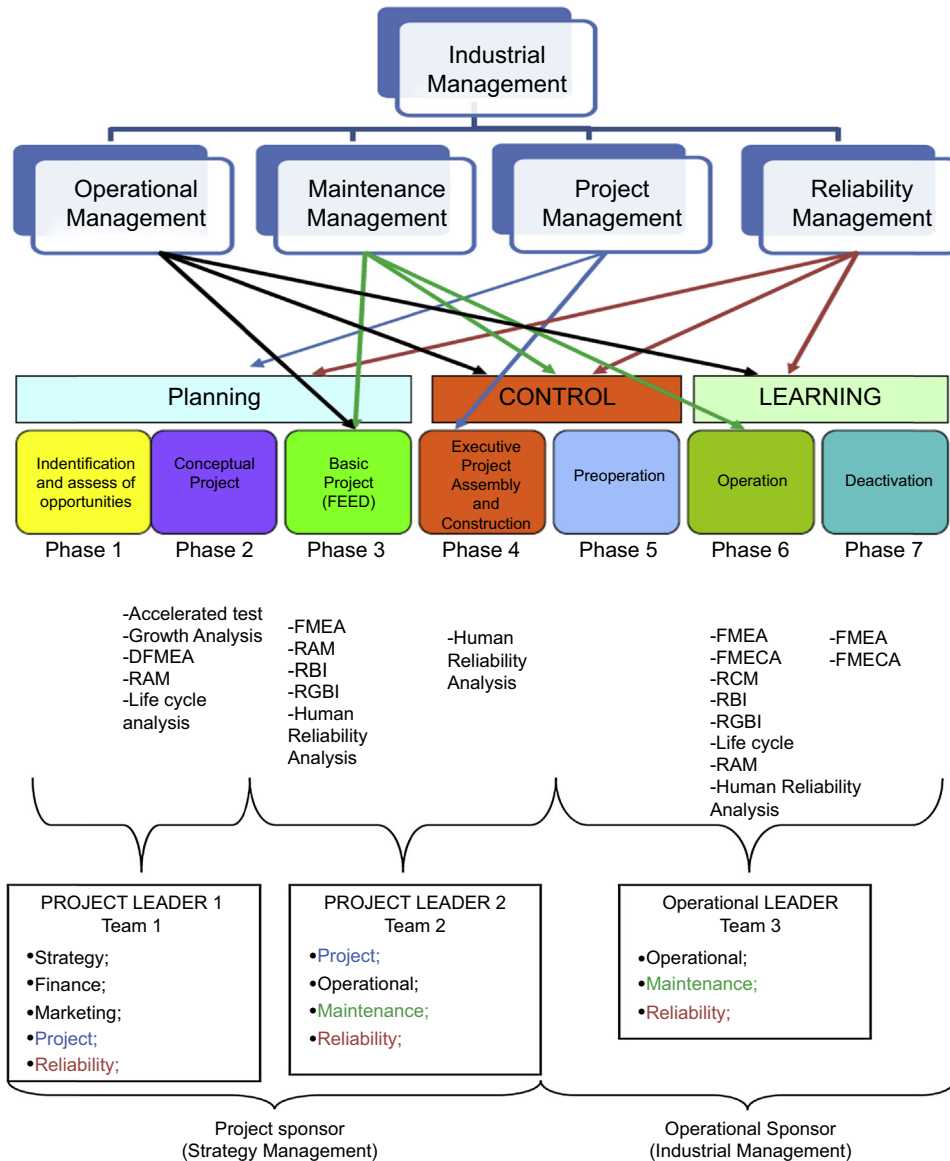 Industrial
Management
Operational
Management
Maintenance
Management
Project
Management
Reliability
Management
Planning
CONTROL
LEARNING
Indentification
and assess of
opportunities
Conceptual
Project
Basic
Project
(FEED)
Executive
Project
Assembly
and
Construction
Preoperation
Operation
Deactivation
Phase 1
Phase 2
Phase 3
Phase 4
Phase 5
Phase 6
Phase 7
-Accelerated test
-Growth Analysis
-DFMEA
-RAM
-Life cycle
analysis
-FMEA
-RAM
-RBI
-RGBI
-Human
Reliability
Analysis
-Human
Reliability
Analysis
-FMEA
-FMECA
-RCM
-RBI
-RGBI
-Life cycle
-RAM
-Human Reliability
Analysis
-FMEA
-FMECA
PROJECT LEADER 1
Team 1
•Strategy;
•Finance;
•Marketing;
•Project;
•Reliability;
PROJECT LEADER 2
Team 2
•Project;
•Operational;
•Maintenance;
•Reliability;
Operational LEADER
Team 3
•Operational;
•Maintenance;
•Reliability;
Project sponsor
(Strategy Management)
Operational Sponsor
(Industrial Management)